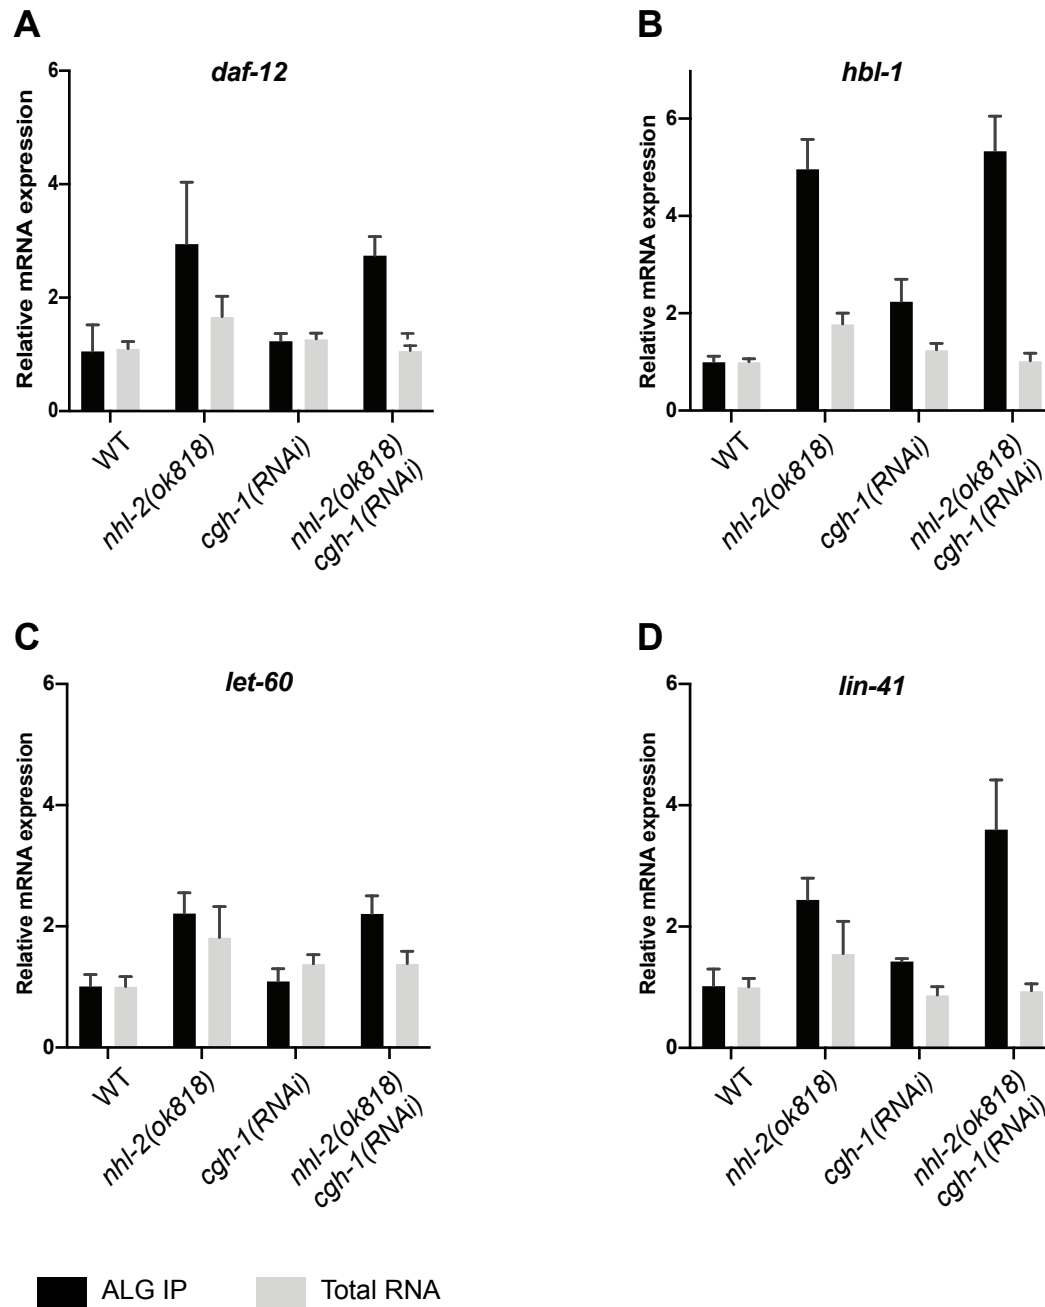 A
daf-12
Relative mRNA expression
6
4
2
0
WT
nhl-2(ok818)
cgh-1(RNAi)
nhl-2(ok818)
cgh-1(RNAi)
B
hbl-1
Relative mRNA expression
6
4
2
0
WT
nhl-2(ok818)
cgh-1(RNAi)
nhl-2(ok818)
cgh-1(RNAi)
C
let-60
Relative mRNA expression
6
4
2
0
WT
nhl-2(ok818)
cgh-1(RNAi)
nhl-2(ok818)
cgh-1(RNAi)
D
lin-41
Relative mRNA expression
6
4
2
0
WT
nhl-2(ok818)
cgh-1(RNAi)
nhl-2(ok818)
cgh-1(RNAi)
ALG IP
Total RNA